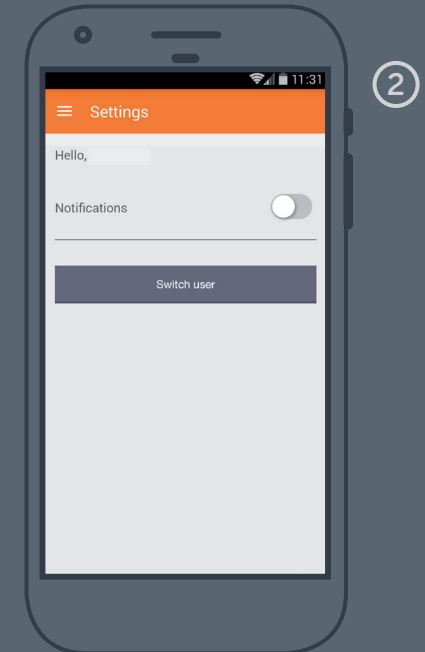 11:31
2
Settings
Hello,
Notifications
Switch user